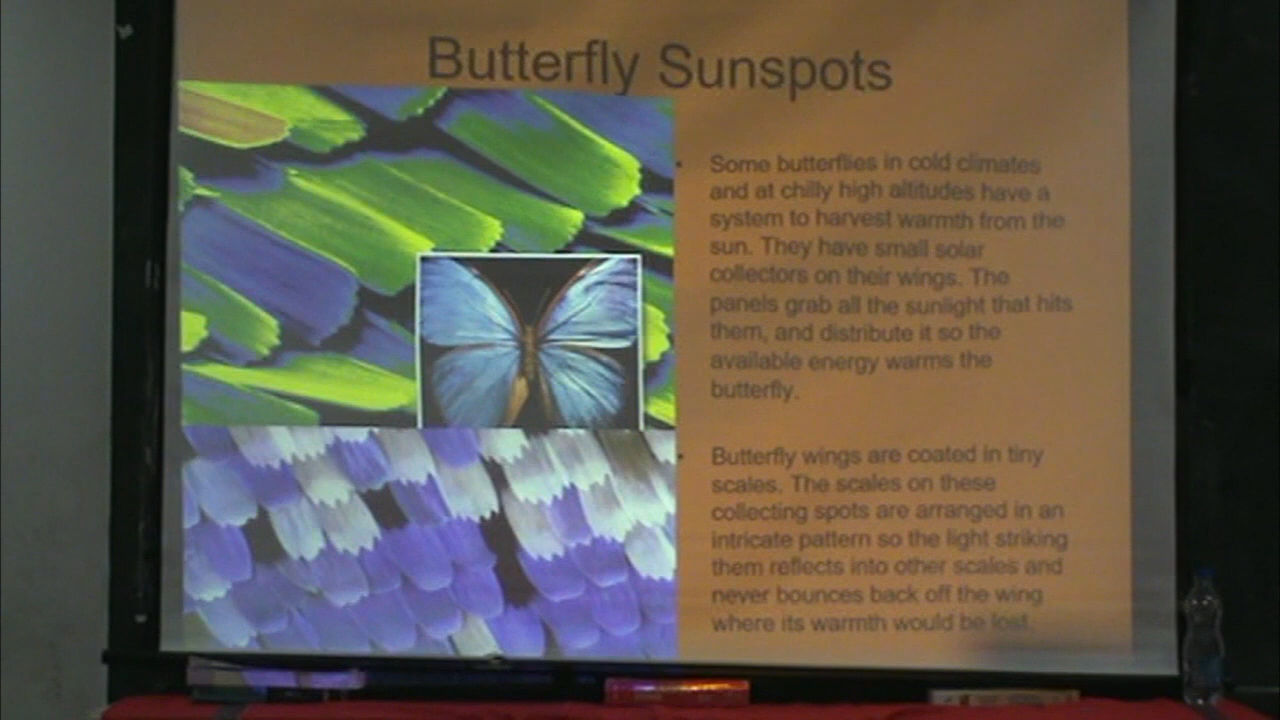 Butterfly Sunspots
• Some butterflies in cold climates
and at chilly high altitudes have a
system to harvest warmth from the
sun. They have small solar
collectors on their wings. The
panels grab all the sunlight that hits
them, and distribute it so the
available energy warms the
butterfly.
• Butterfly wings are coated in tiny
scales. The scales on these
collecting spots are arranged in an
intricate pattern so the light striking
them reflects into other scales and
never bounces back off the wing
where its warmth would be lost.